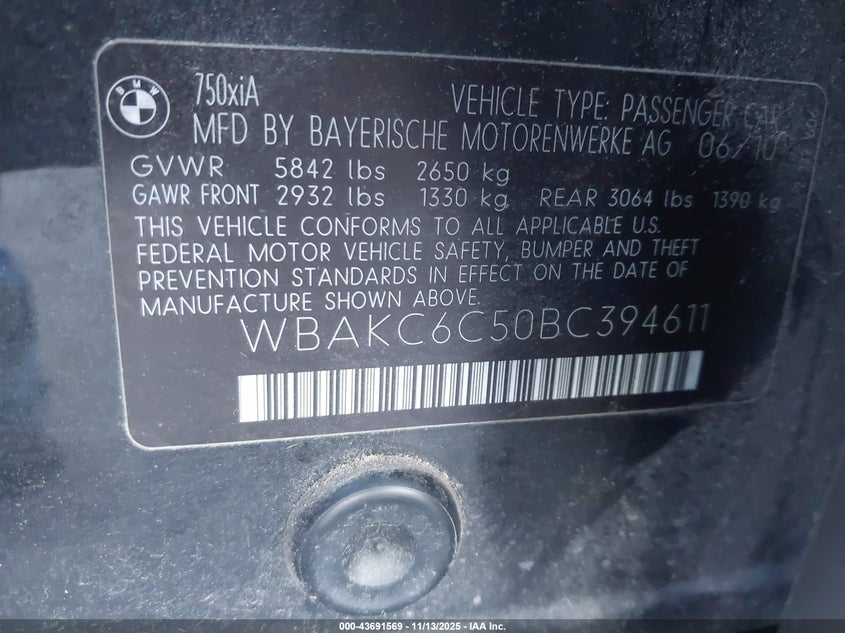 BMW
750xiA
VEHICLE TYPE: PASSENGER CAR
MFD BY BAYERISCHE MOTORENWERKE AG 06/10
GVWR 5842 lbs 2650 kg
GAWR FRONT 2932 lbs 1330 kg REAR 3064 lbs 1390 kg
THIS VEHICLE CONFORMS TO ALL APPLICABLE U.S.
FEDERAL MOTOR VEHICLE SAFETY, BUMPER AND THEFT
PREVENTION STANDARDS IN EFFECT ON THE DATE OF
MANUFACTURE SHOWN ABOVE.
WBAKC6C50BC394611
000-43691569 - 11/13/2025 - IAA Inc.